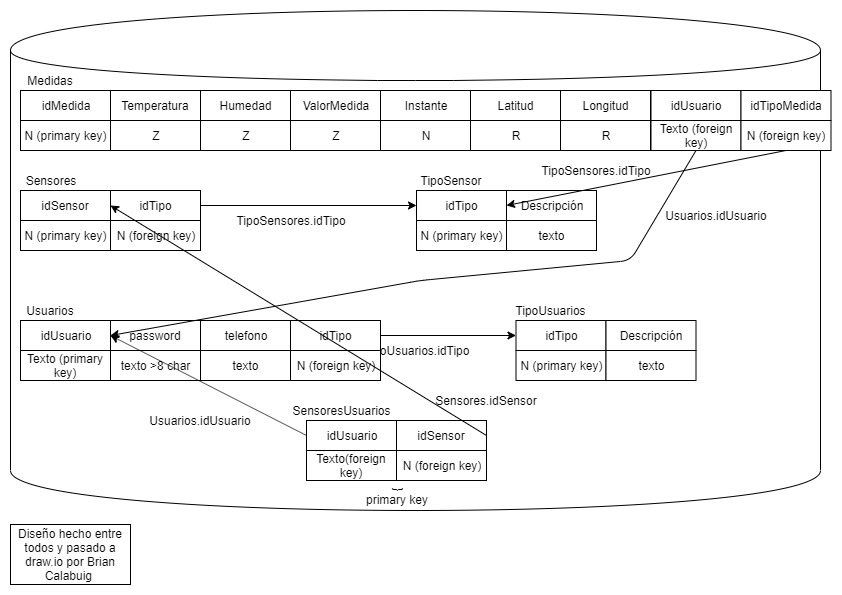 Medidas
idMedida Temperatura Humedad ValorMedida Instante Latitud Longitud idUsuario idTipoMedida
N (primary key) Z Z Z N R R Texto (foreign key) N (foreign key)
TipoSensores.idTipo
Sensores
idSensor idTipo
N (primary key) N (foreign key)
TipoSensores.idTipo
TipoSensor
idTipo Descripción
N (primary key) texto
Usuarios.idUsuario
Usuarios
idUsuario password telefono idTipo
Texto (primary key) texto >8 char texto N (foreign key)
oUsuarios.idTipo
TipoUsuarios
idTipo Descripción
N (primary key) texto
Usuarios.idUsuario
Sensores.idSensor
SensoresUsuarios
idUsuario idSensor
Texto(foreign key) N (foreign key)
primary key
Diseño hecho entre
todos y pasado a
draw.io por Brian
Calabuig